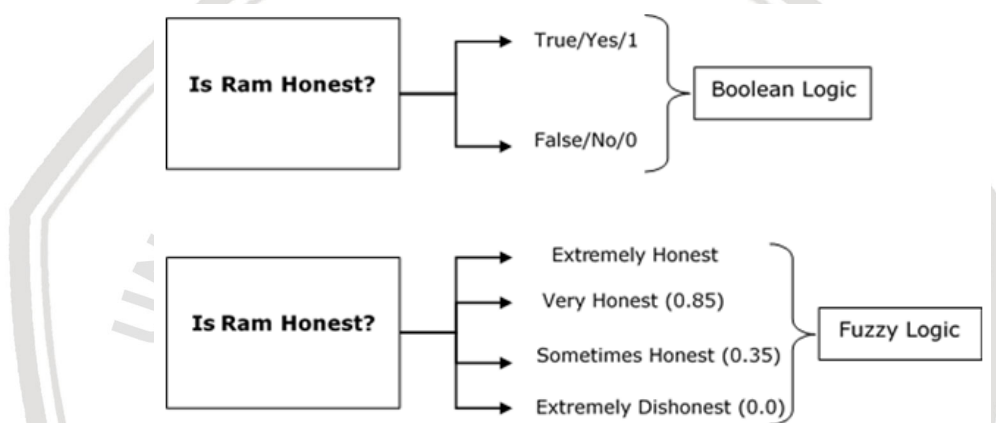 Is Ram Honest?
True/Yes/1
False/No/0
Boolean Logic
Is Ram Honest?
Extremely Honest
Very Honest (0.85)
Sometimes Honest (0.35)
Extremely Dishonest (0.0)
Fuzzy Logic